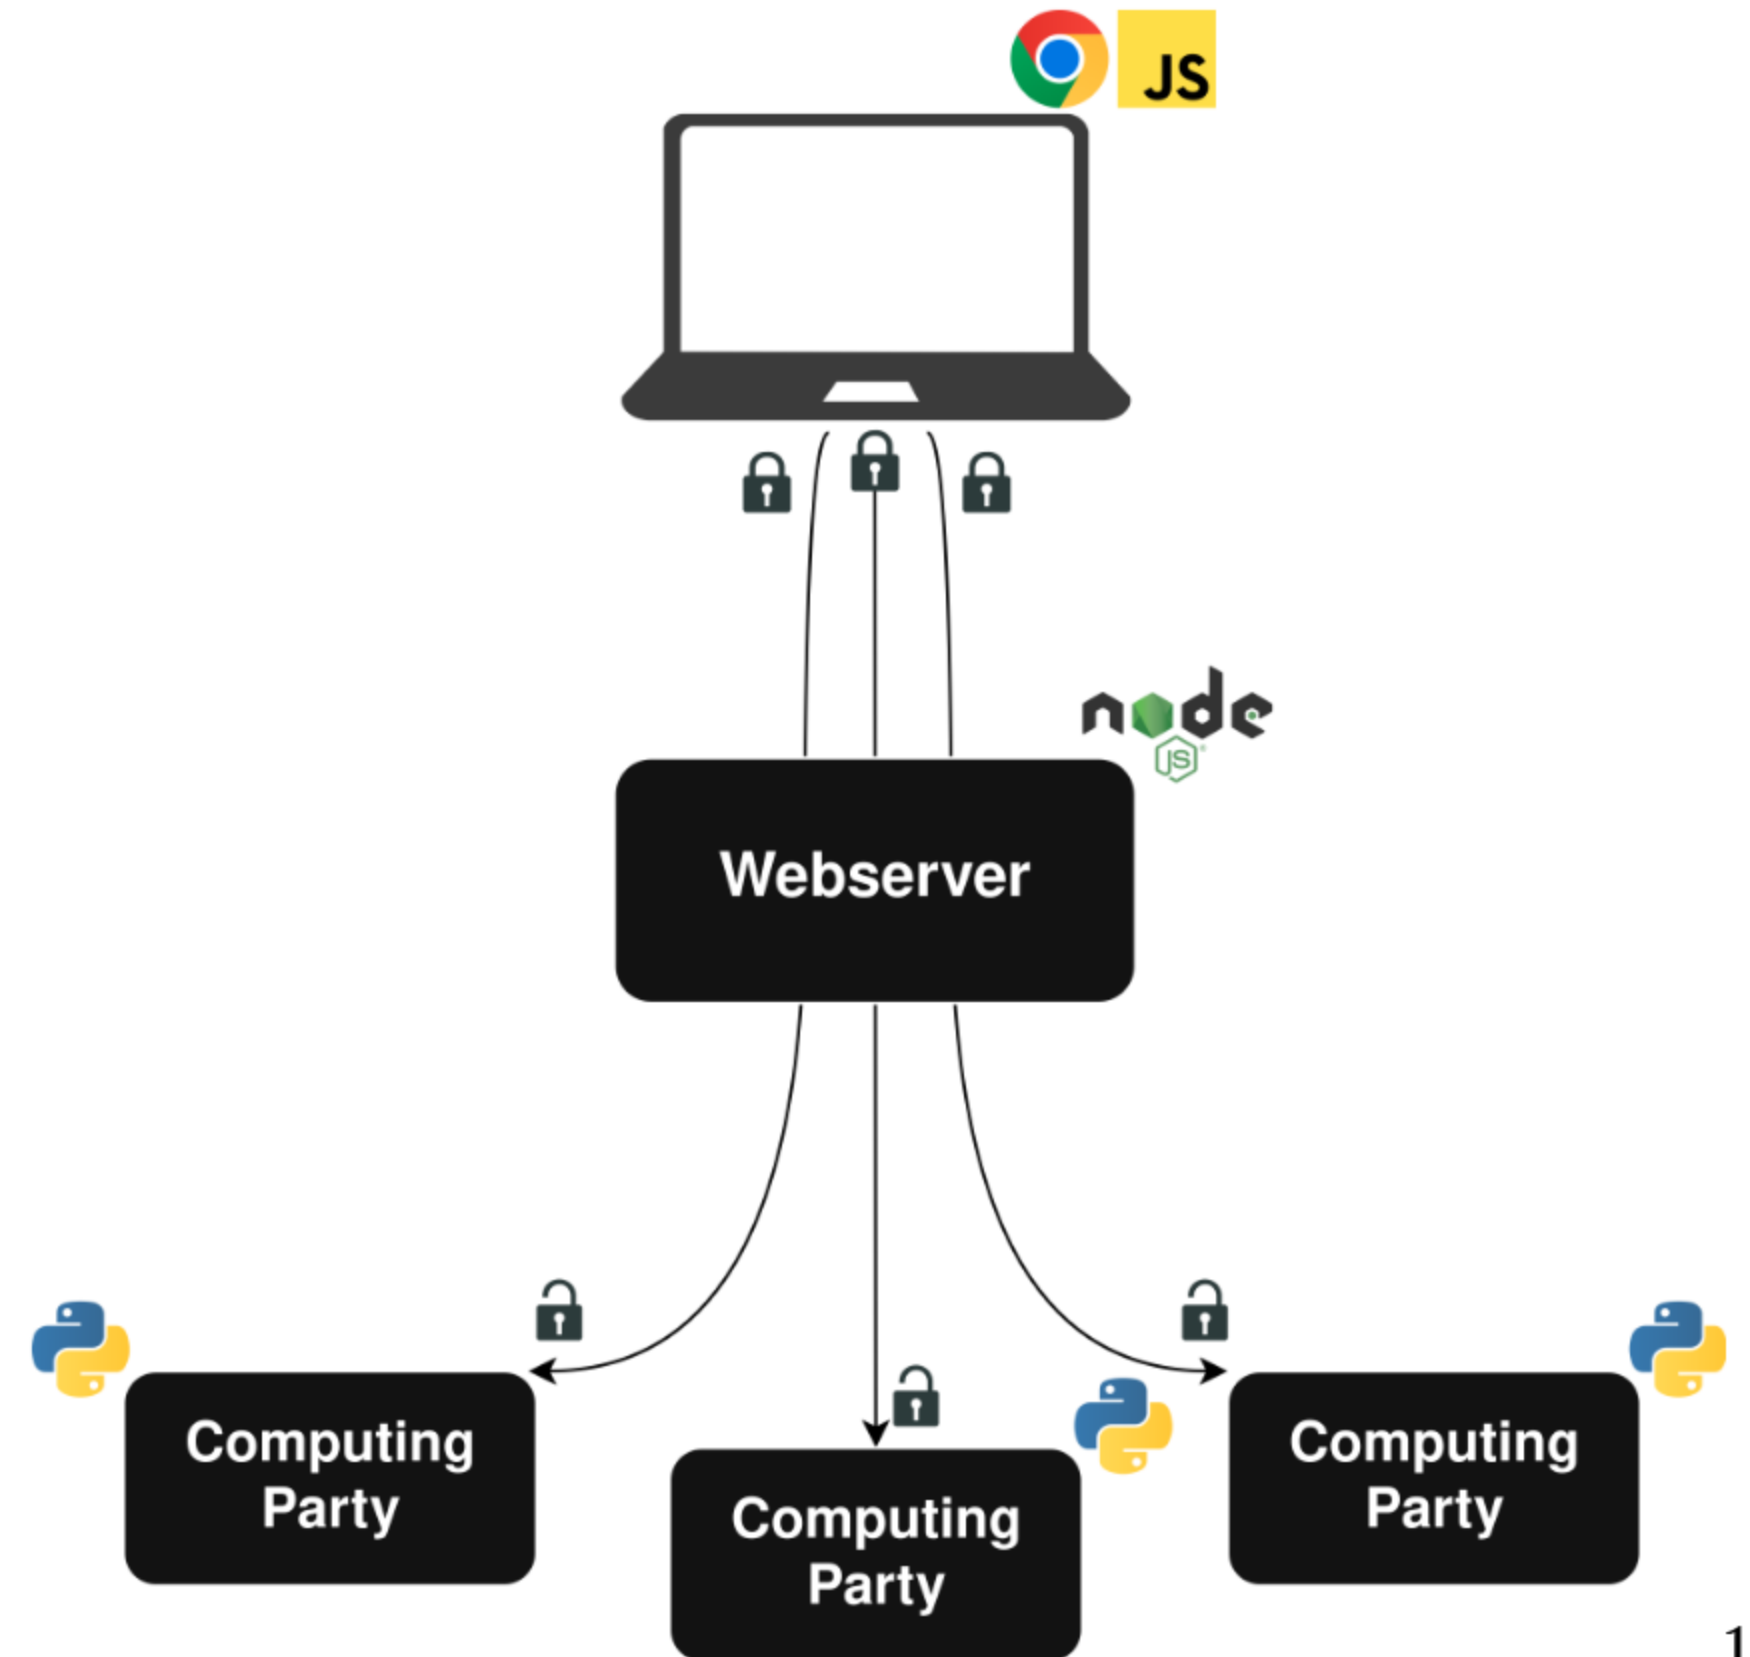 JS
node
JS
Webserver
Computing
Party
Computing
Party
Computing
Party
1